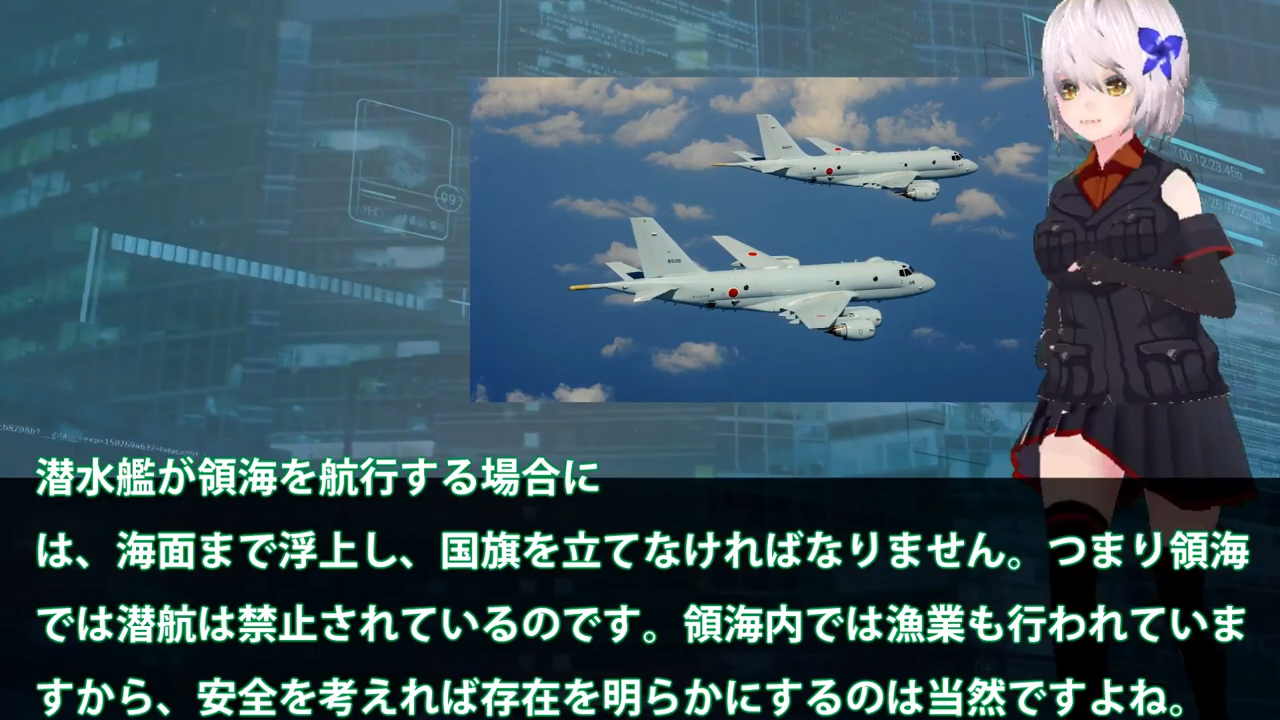 潜水艦が領海を航行する場合に
は、海面まで浮上し、国旗を立てなければなりません。つまり領海
では潜航は禁止されているのです。領海内では漁業も行われていま
すから、安全を考えれば存在を明らかにするのは当然ですよね。